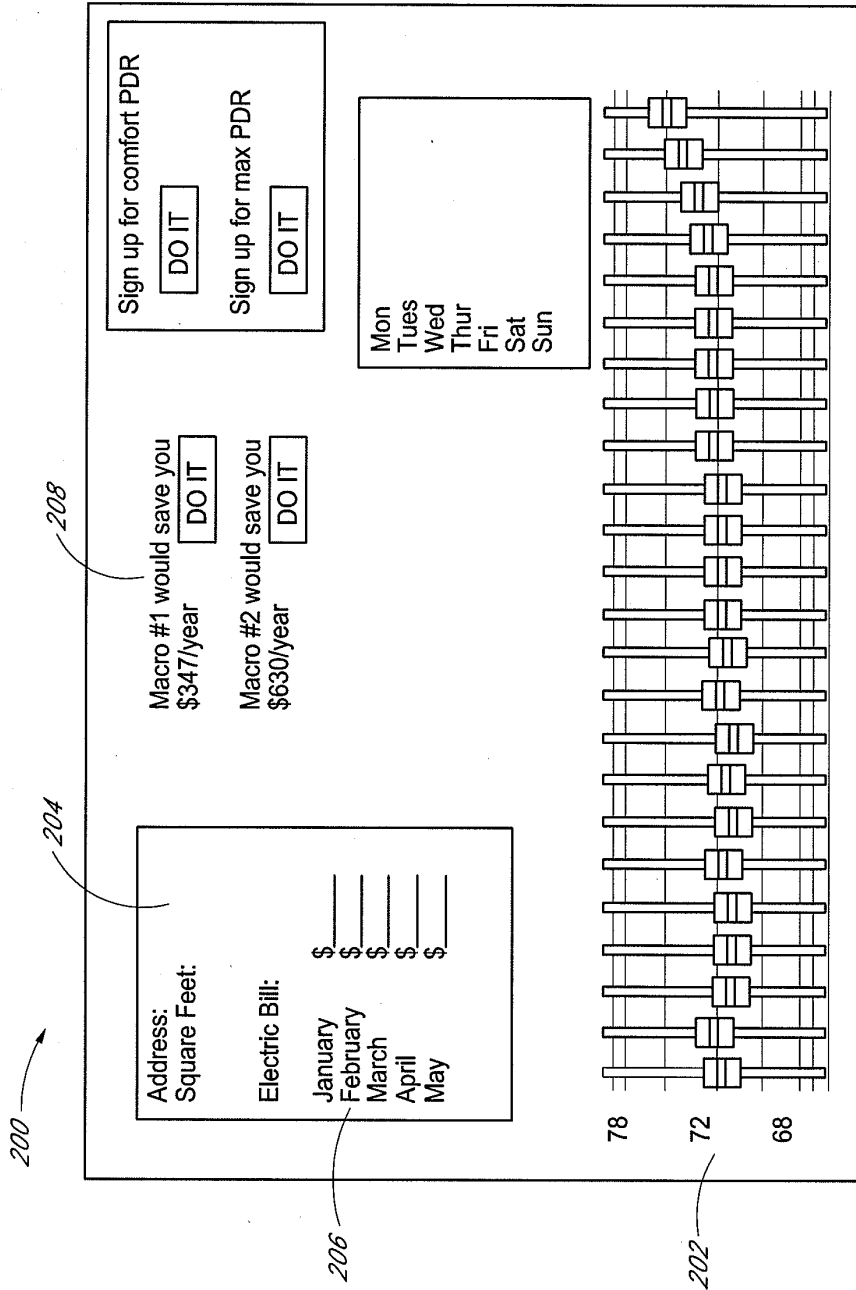 200
204
208
Address:
Square Feet:
Electric Bill:
January $
February $
March $
April $
May $
206
Macro #1 would save you
$347/year
DO IT
Macro #2 would save you
$630/year
DO IT
Sign up for comfort PDR
DO IT
Sign up for max PDR
DO IT
Mon
Tues
Wed
Thur
Fri
Sat
Sun
78
72
68
202